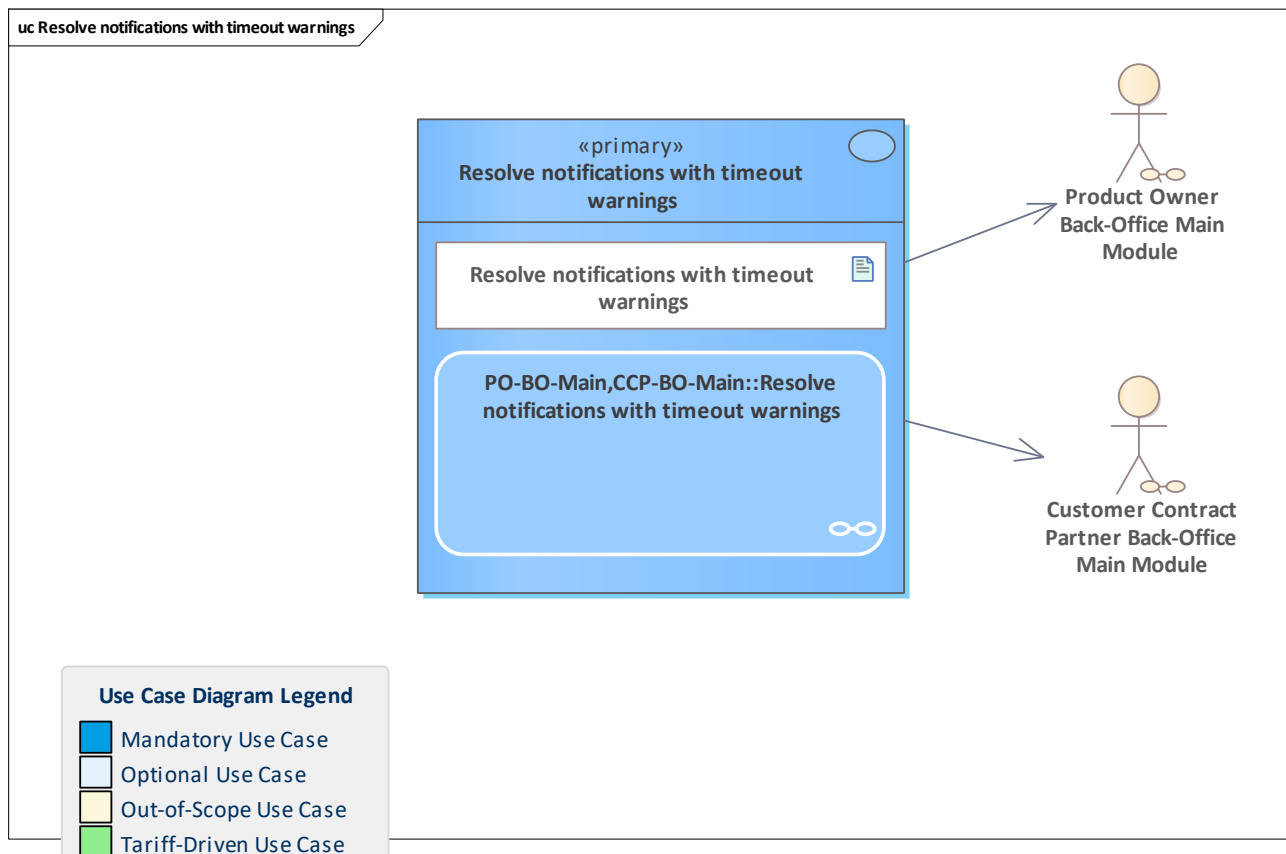 uc Resolve notifications with timeout warnings
«primary»
Resolve notifications with timeout
warnings
Resolve notifications with timeout
warnings
PO-BO-Main,CCP-BO-Main::Resolve
notifications with timeout warnings
Product Owner
Back-Office Main
Module
Customer Contract
Partner Back-Office
Main Module
Use Case Diagram Legend
Mandatory Use Case
Optional Use Case
Out-of-Scope Use Case
Tariff-Driven Use Case